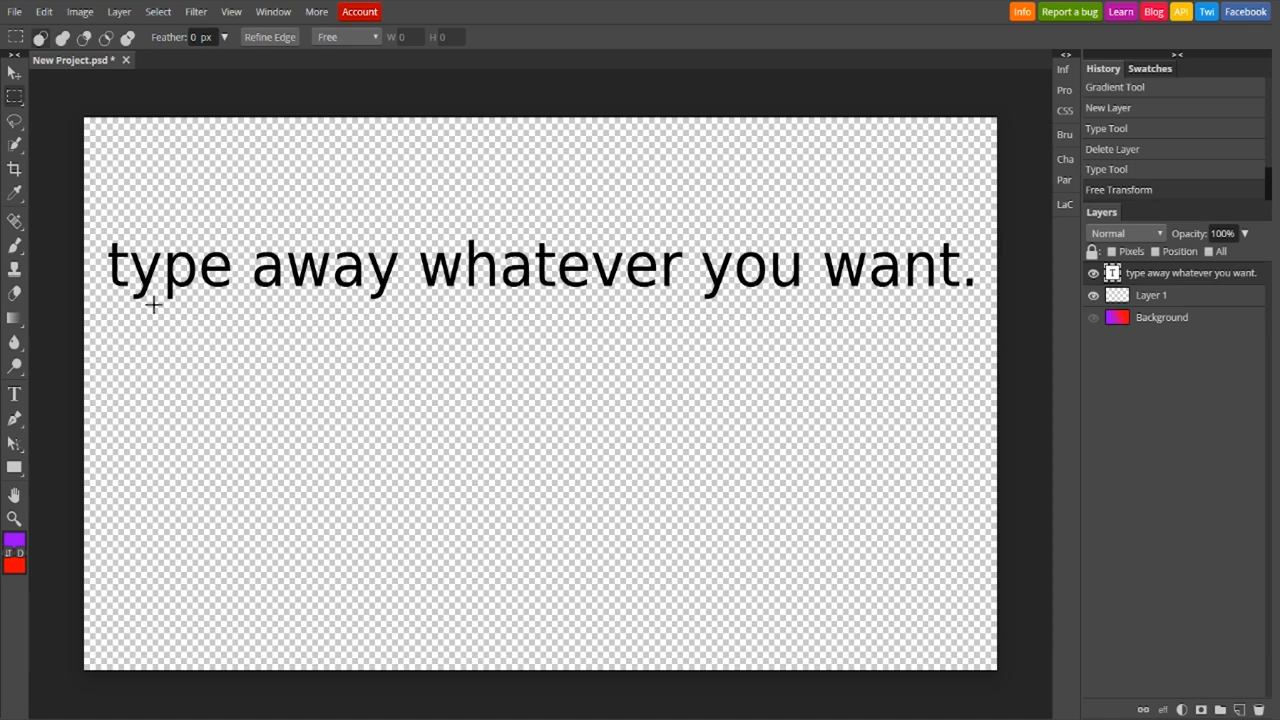 File Edit Image Layer Select Filter View Window More Account Info Report a bug Learn Blog API Twi Facebook
Feather: 0 px Refine Edge Free W 0 H 0
New Project.psd *
Inf
Pro
CSS
Bru
Cha
Par
LaC
History Swatches
Gradient Tool
New Layer
Type Tool
Delete Layer
Type Tool
Free Transform
Layers
Normal Opacity: 100%
Pixels Position All
T type away whatever you want.
Layer 1
Background
type away whatever you want.
T
D
eff